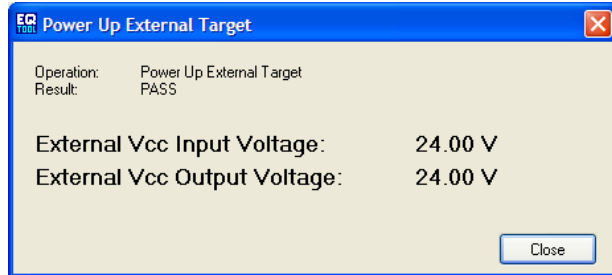 EQ
TOOL
Power Up External Target
Operation: Power Up External Target
Result: PASS
External Vcc Input Voltage: 24.00 V
External Vcc Output Voltage: 24.00 V
Close